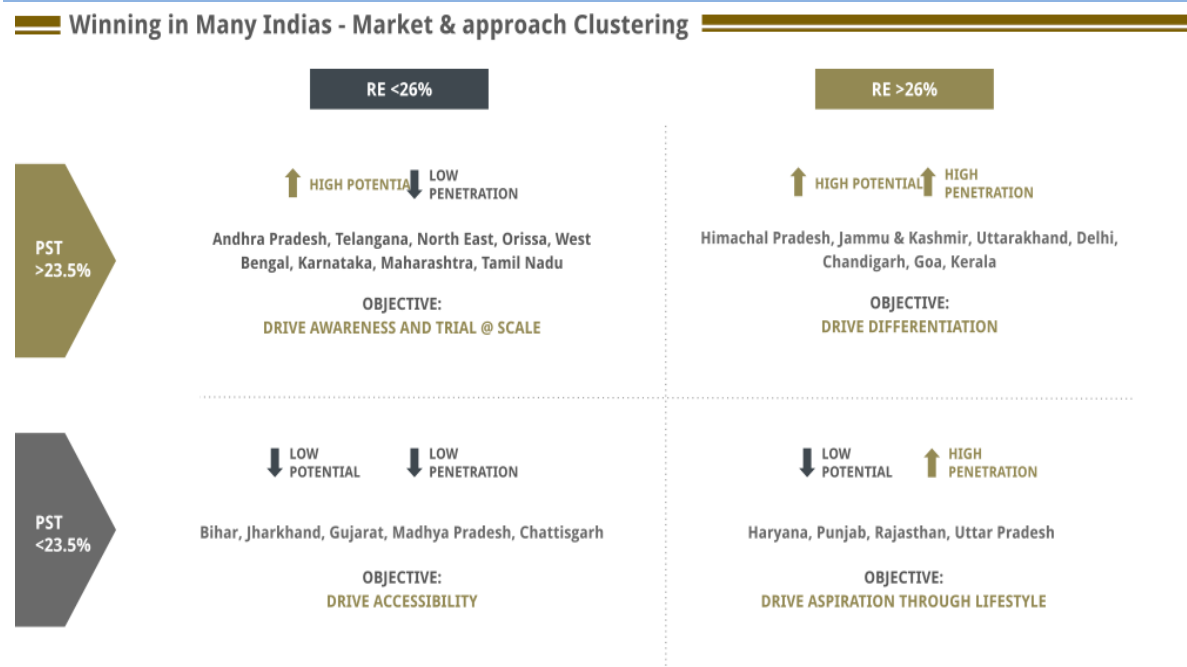 Winning in Many Indias - Market & approach Clustering
RE <26%
RE >26%
PST
>23.5%
HIGH POTENTIA
LOW
PENETRATION
Andhra Pradesh, Telangana, North East, Orissa, West
Bengal, Karnataka, Maharashtra, Tamil Nadu
OBJECTIVE:
DRIVE AWARENESS AND TRIAL @ SCALE
HIGH POTENTIAL
HIGH
PENETRATION
Himachal Pradesh, Jammu & Kashmir, Uttarakhand, Delhi,
Chandigarh, Goa, Kerala
OBJECTIVE:
DRIVE DIFFERENTIATION
PST
<23.5%
LOW
POTENTIAL
LOW
PENETRATION
Bihar, Jharkhand, Gujarat, Madhya Pradesh, Chattisgarh
OBJECTIVE:
DRIVE ACCESSIBILITY
LOW
POTENTIAL
HIGH
PENETRATION
Haryana, Punjab, Rajasthan, Uttar Pradesh
OBJECTIVE:
DRIVE ASPIRATION THROUGH LIFESTYLE